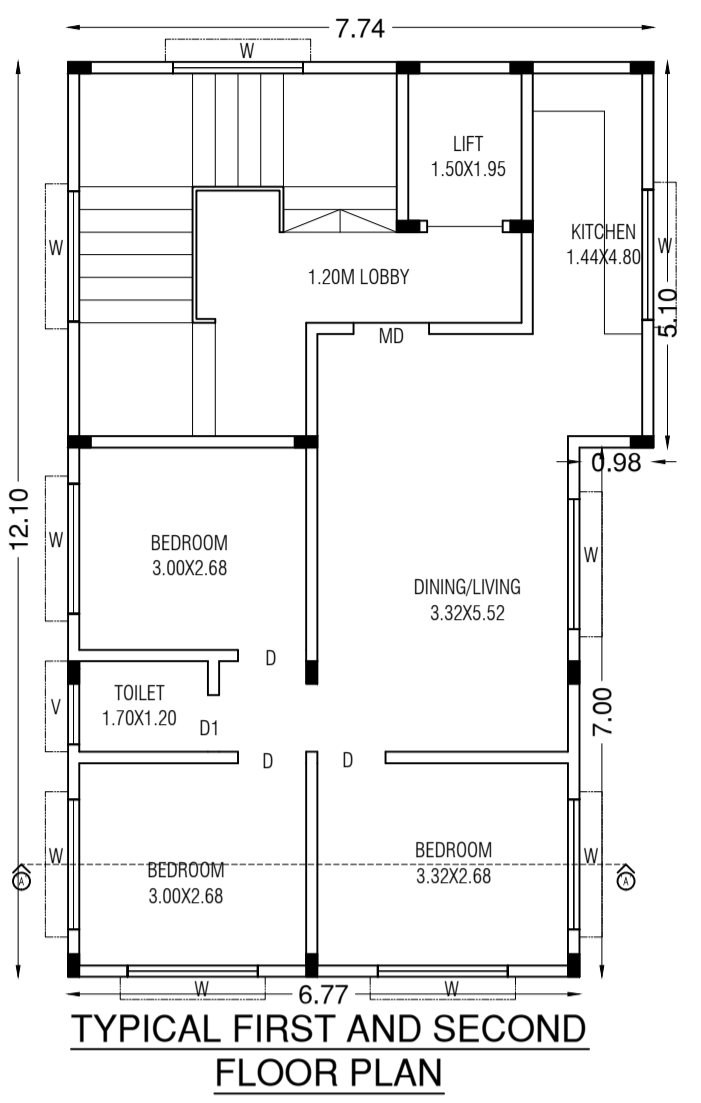 7.74
W
LIFT
1.50X1.95
W
KITCHEN
1.44X4.80
W
1.20M LOBBY
5.10
MD
0.98
12.10
W
BEDROOM
3.00X2.68
W
DINING/LIVING
3.32X5.52
D
V
TOILET
1.70X1.20
D1
7.00
D
D
W
BEDROOM
3.00X2.68
BEDROOM
3.32X2.68
W
A
A
W
6.77
W
TYPICAL FIRST AND SECOND
FLOOR PLAN